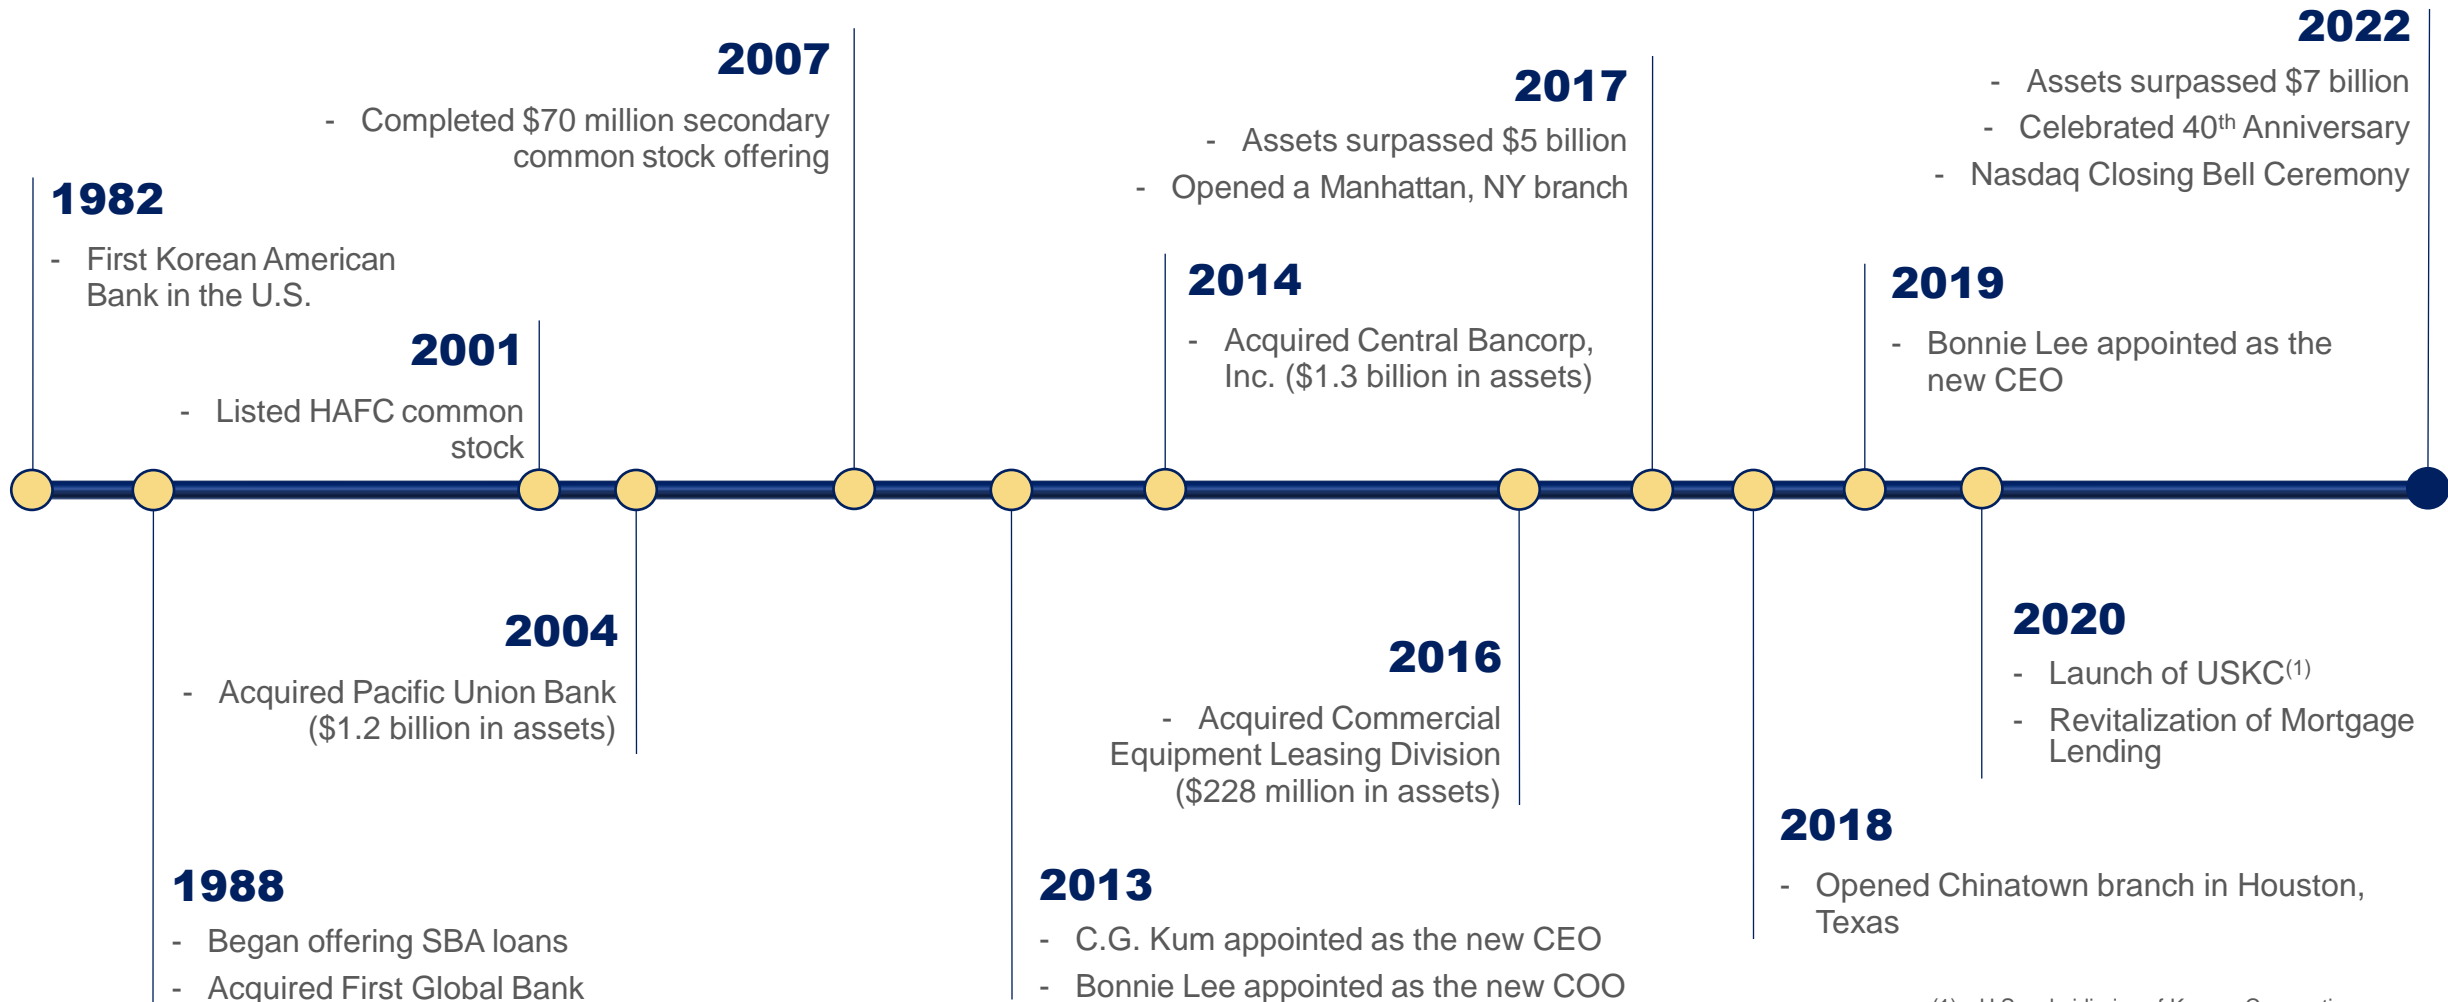 1982
- First Korean American
Bank in the U.S.
2001
- Listed HAFC common
stock
2007
- Completed $70 million secondary
common stock offering
2014
- Acquired Central Bancorp,
Inc. ($1.3 billion in assets)
2017
- Assets surpassed $5 billion
- Opened a Manhattan, NY branch
2019
- Bonnie Lee appointed as the
new CEO
2022
- Assets surpassed $7 billion
- Celebrated 40th Anniversary
- Nasdaq Closing Bell Ceremony
1988
- Began offering SBA loans
- Acquired First Global Bank
2004
- Acquired Pacific Union Bank
($1.2 billion in assets)
2013
- C.G. Kum appointed as the new CEO
- Bonnie Lee appointed as the new COO
2016
- Acquired Commercial
Equipment Leasing Division
($228 million in assets)
2018
- Opened Chinatown branch in Houston,
Texas
2020
- Launch of USKC(1)
- Revitalization of Mortgage
Lending
(1) U.S. subsidiaries of Korean Corporations